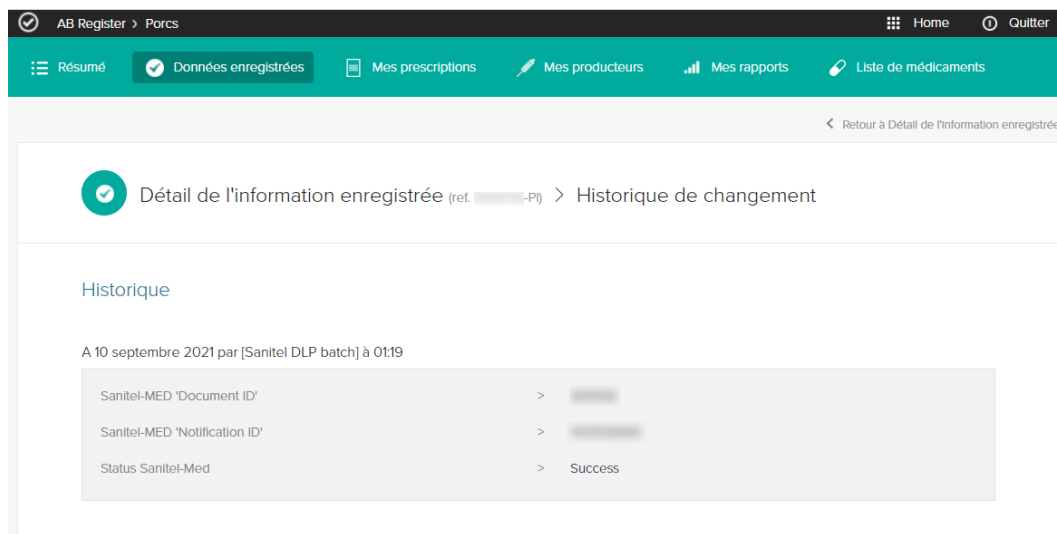 AB Register > Porcs Home Quitter
Résumé Données enregistrées Mes prescriptions Mes producteurs Mes rapports Liste de médicaments
< Retour à Détail de l'information enregistrée
Détail de l'information enregistrée (ref. -PI) > Historique de changement
Historique
A 10 septembre 2021 par [Sanitel DLP batch] à 01:19
Sanitel-MED 'Document ID' >
Sanitel-MED 'Notification ID' >
Status Sanitel-Med > Success